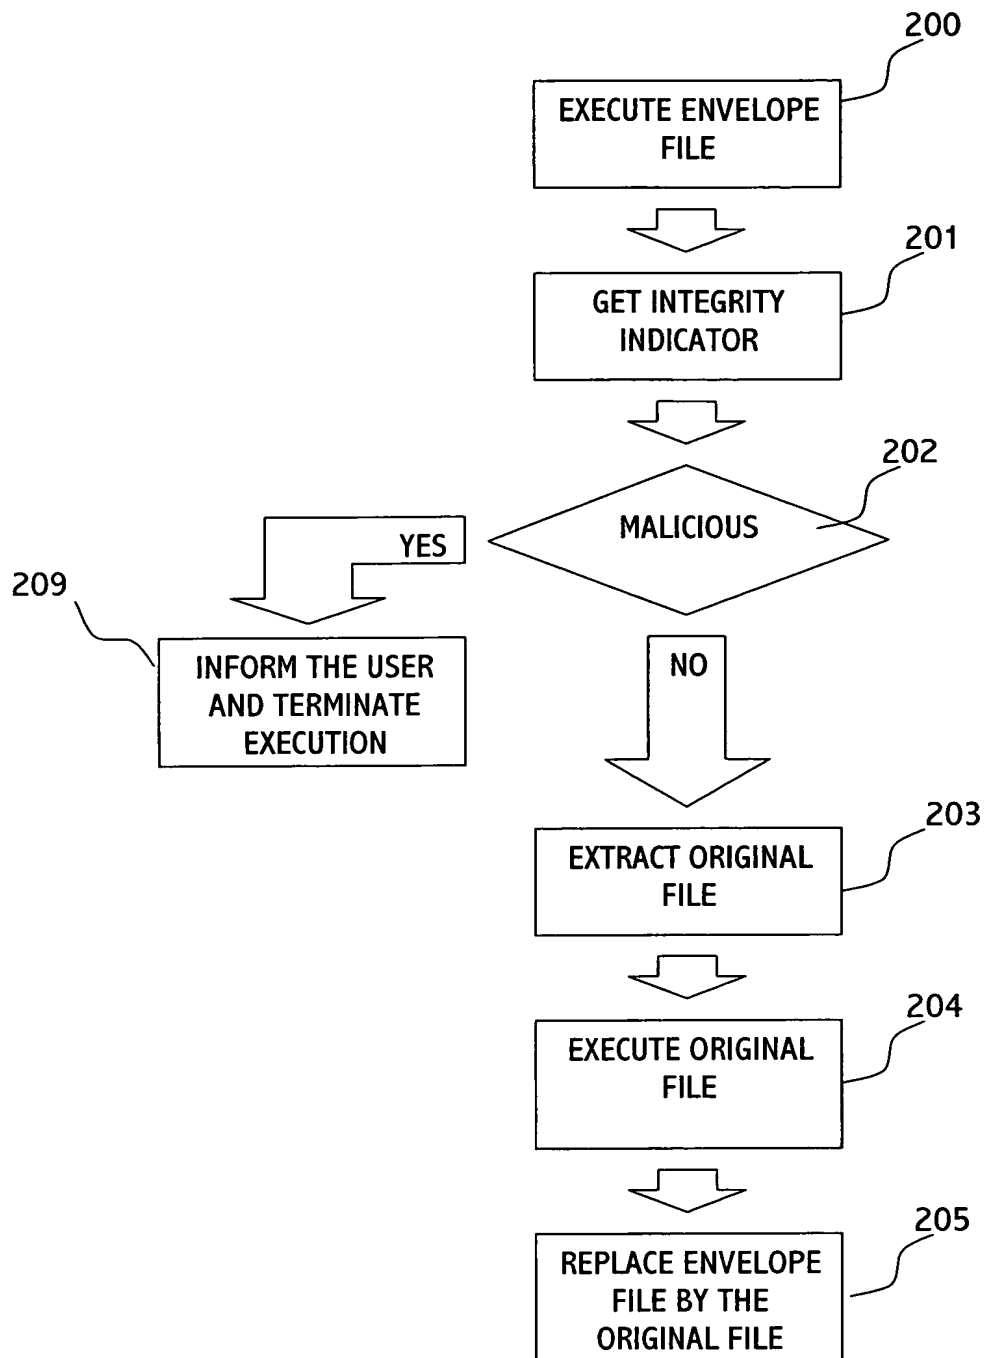 200
EXECUTE ENVELOPE
FILE
201
GET INTEGRITY
INDICATOR
202
MALICIOUS
YES
209
INFORM THE USER
AND TERMINATE
EXECUTION
NO
203
EXTRACT ORIGINAL
FILE
204
EXECUTE ORIGINAL
FILE
205
REPLACE ENVELOPE
FILE BY THE
ORIGINAL FILE